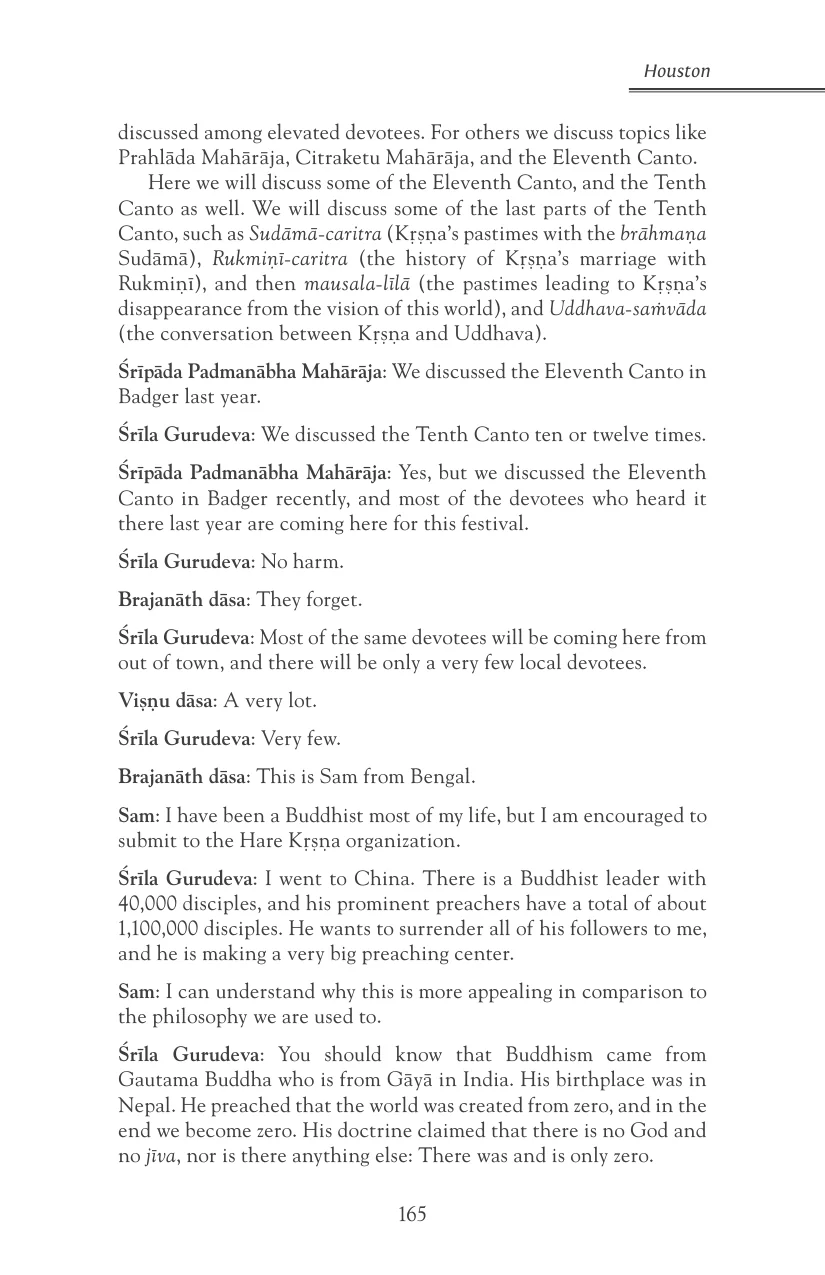 Houston
discussed among elevated devotees. For others we discuss topics like
Prahlāda Mahārāja, Citraketu Mahārāja, and the Eleventh Canto.
Here we will discuss some of the Eleventh Canto, and the Tenth
Canto as well. We will discuss some of the last parts of the Tenth
Canto, such as Sudāmā-caritra (Kṛṣṇa’s pastimes with the brāhmaṇa
Sudāmā), Rukmiṇī-caritra (the history of Kṛṣṇa’s marriage with
Rukmiṇī), and then mausala-līlā (the pastimes leading to Kṛṣṇa’s
disappearance from the vision of this world), and Uddhava-saṁvāda
(the conversation between Kṛṣṇa and Uddhava).
Śrīpāda Padmanābha Mahārāja: We discussed the Eleventh Canto in
Badger last year.
Śrīla Gurudeva: We discussed the Tenth Canto ten or twelve times.
Śrīpāda Padmanābha Mahārāja: Yes, but we discussed the Eleventh
Canto in Badger recently, and most of the devotees who heard it
there last year are coming here for this festival.
Śrīla Gurudeva: No harm.
Brajanāth dāsa: They forget.
Śrīla Gurudeva: Most of the same devotees will be coming here from
out of town, and there will be only a very few local devotees.
Viṣṇu dāsa: A very lot.
Śrīla Gurudeva: Very few.
Brajanāth dāsa: This is Sam from Bengal.
Sam: I have been a Buddhist most of my life, but I am encouraged to
submit to the Hare Kṛṣṇa organization.
Śrīla Gurudeva: I went to China. There is a Buddhist leader with
40,000 disciples, and his prominent preachers have a total of about
1,100,000 disciples. He wants to surrender all of his followers to me,
and he is making a very big preaching center.
Sam: I can understand why this is more appealing in comparison to
the philosophy we are used to.
Śrīla Gurudeva: You should know that Buddhism came from
Gautama Buddha who is from Gāyā in India. His birthplace was in
Nepal. He preached that the world was created from zero, and in the
end we become zero. His doctrine claimed that there is no God and
no jīva, nor is there anything else: There was and is only zero.
165